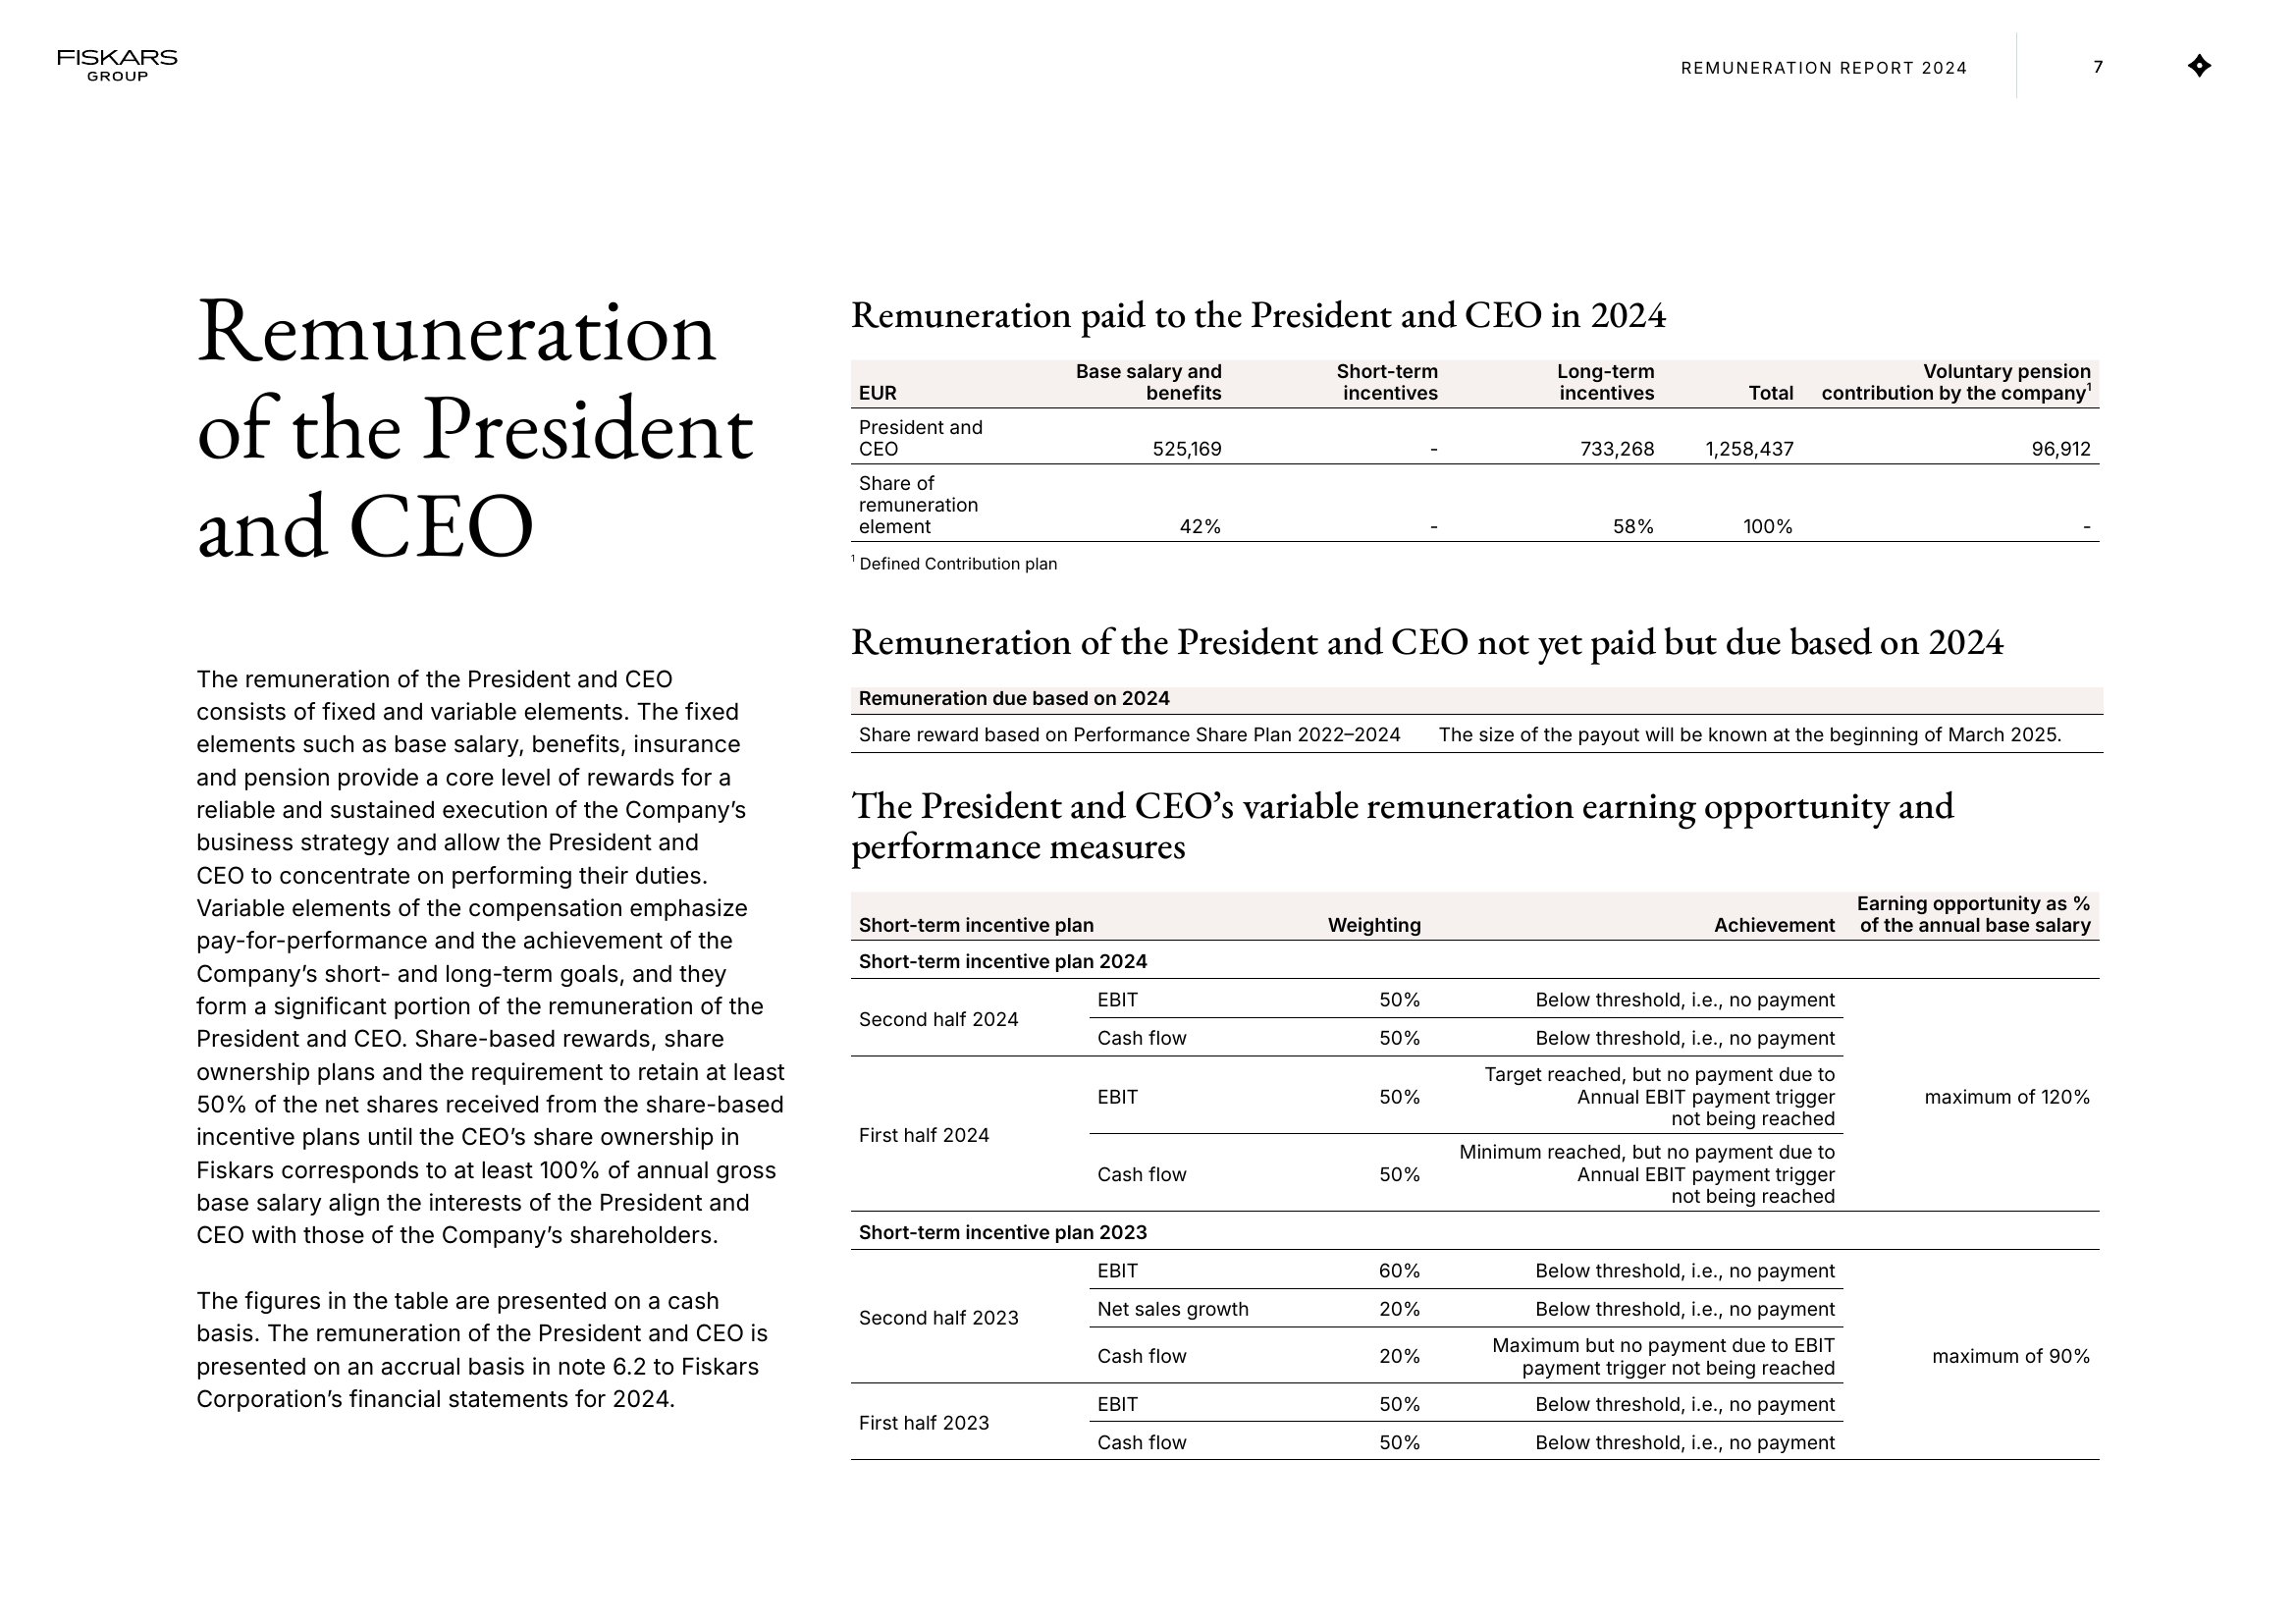 FISKARS
GROUP
REMUNERATION REPORT 2024
7
Remuneration
of the President
and CEO
The remuneration of the President and CEO
consists of fixed and variable elements. The fixed
elements such as base salary, benefits, insurance
and pension provide a core level of rewards for a
reliable and sustained execution of the Company’s
business strategy and allow the President and
CEO to concentrate on performing their duties.
Variable elements of the compensation emphasize
pay-for-performance and the achievement of the
Company’s short- and long-term goals, and they
form a significant portion of the remuneration of the
President and CEO. Share-based rewards, share
ownership plans and the requirement to retain at least
50% of the net shares received from the share-based
incentive plans until the CEO’s share ownership in
Fiskars corresponds to at least 100% of annual gross
base salary align the interests of the President and
CEO with those of the Company’s shareholders.
The figures in the table are presented on a cash
basis. The remuneration of the President and CEO is
presented on an accrual basis in note 6.2 to Fiskars
Corporation’s financial statements for 2024.
Remuneration paid to the President and CEO in 2024
EUR Base salary and benefits Short-term incentives Long-term incentives Total Voluntary pension contribution by the company¹
President and CEO 525,169 - 733,268 1,258,437 96,912
Share of remuneration element 42% - 58% 100% -
¹ Defined Contribution plan
Remuneration of the President and CEO not yet paid but due based on 2024
Remuneration due based on 2024
Share reward based on Performance Share Plan 2022–2024 The size of the payout will be known at the beginning of March 2025.
The President and CEO’s variable remuneration earning opportunity and
performance measures
Short-term incentive plan Weighting Achievement Earning opportunity as % of the annual base salary
Short-term incentive plan 2024
Second half 2024 EBIT 50% Below threshold, i.e., no payment
Cash flow 50% Below threshold, i.e., no payment
First half 2024 EBIT 50% Target reached, but no payment due to Annual EBIT payment trigger not being reached
maximum of 120%
Cash flow 50% Minimum reached, but no payment due to Annual EBIT payment trigger not being reached
Short-term incentive plan 2023
Second half 2023 EBIT 60% Below threshold, i.e., no payment
Net sales growth 20% Below threshold, i.e., no payment
Cash flow 20% Maximum but no payment due to EBIT payment trigger not being reached
maximum of 90%
First half 2023 EBIT 50% Below threshold, i.e., no payment
Cash flow 50% Below threshold, i.e., no payment